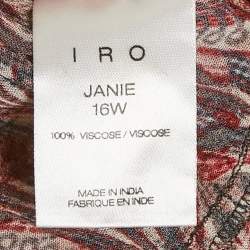 IRO
JANIE
16W
100% VISCOSE / VISCOSE
MADE IN INDIA
FABRIQUE EN INDE